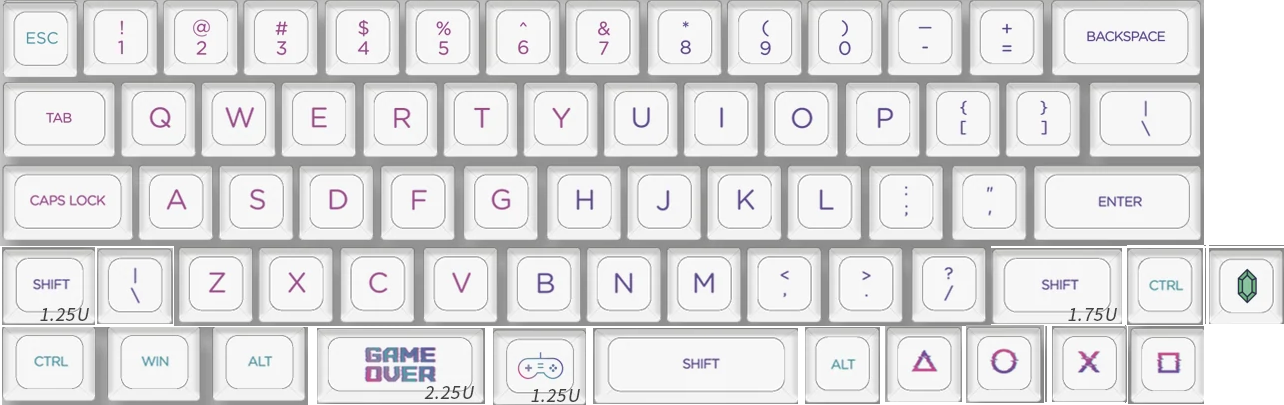 ESC ! 1 @ 2 # 3 $ 4 % 5 ^ 6 & 7 * 8 ( 9 ) 0 — - + = BACKSPACE
TAB Q W E R T Y U I O P { [ } ] | \
CAPS LOCK A S D F G H J K L : ; " ' ENTER
SHIFT 1.25U | \ Z X C V B N M < , > . ? / SHIFT 1.75U CTRL
CTRL WIN ALT GAME OVER 2.25U 1.25U SHIFT ALT X